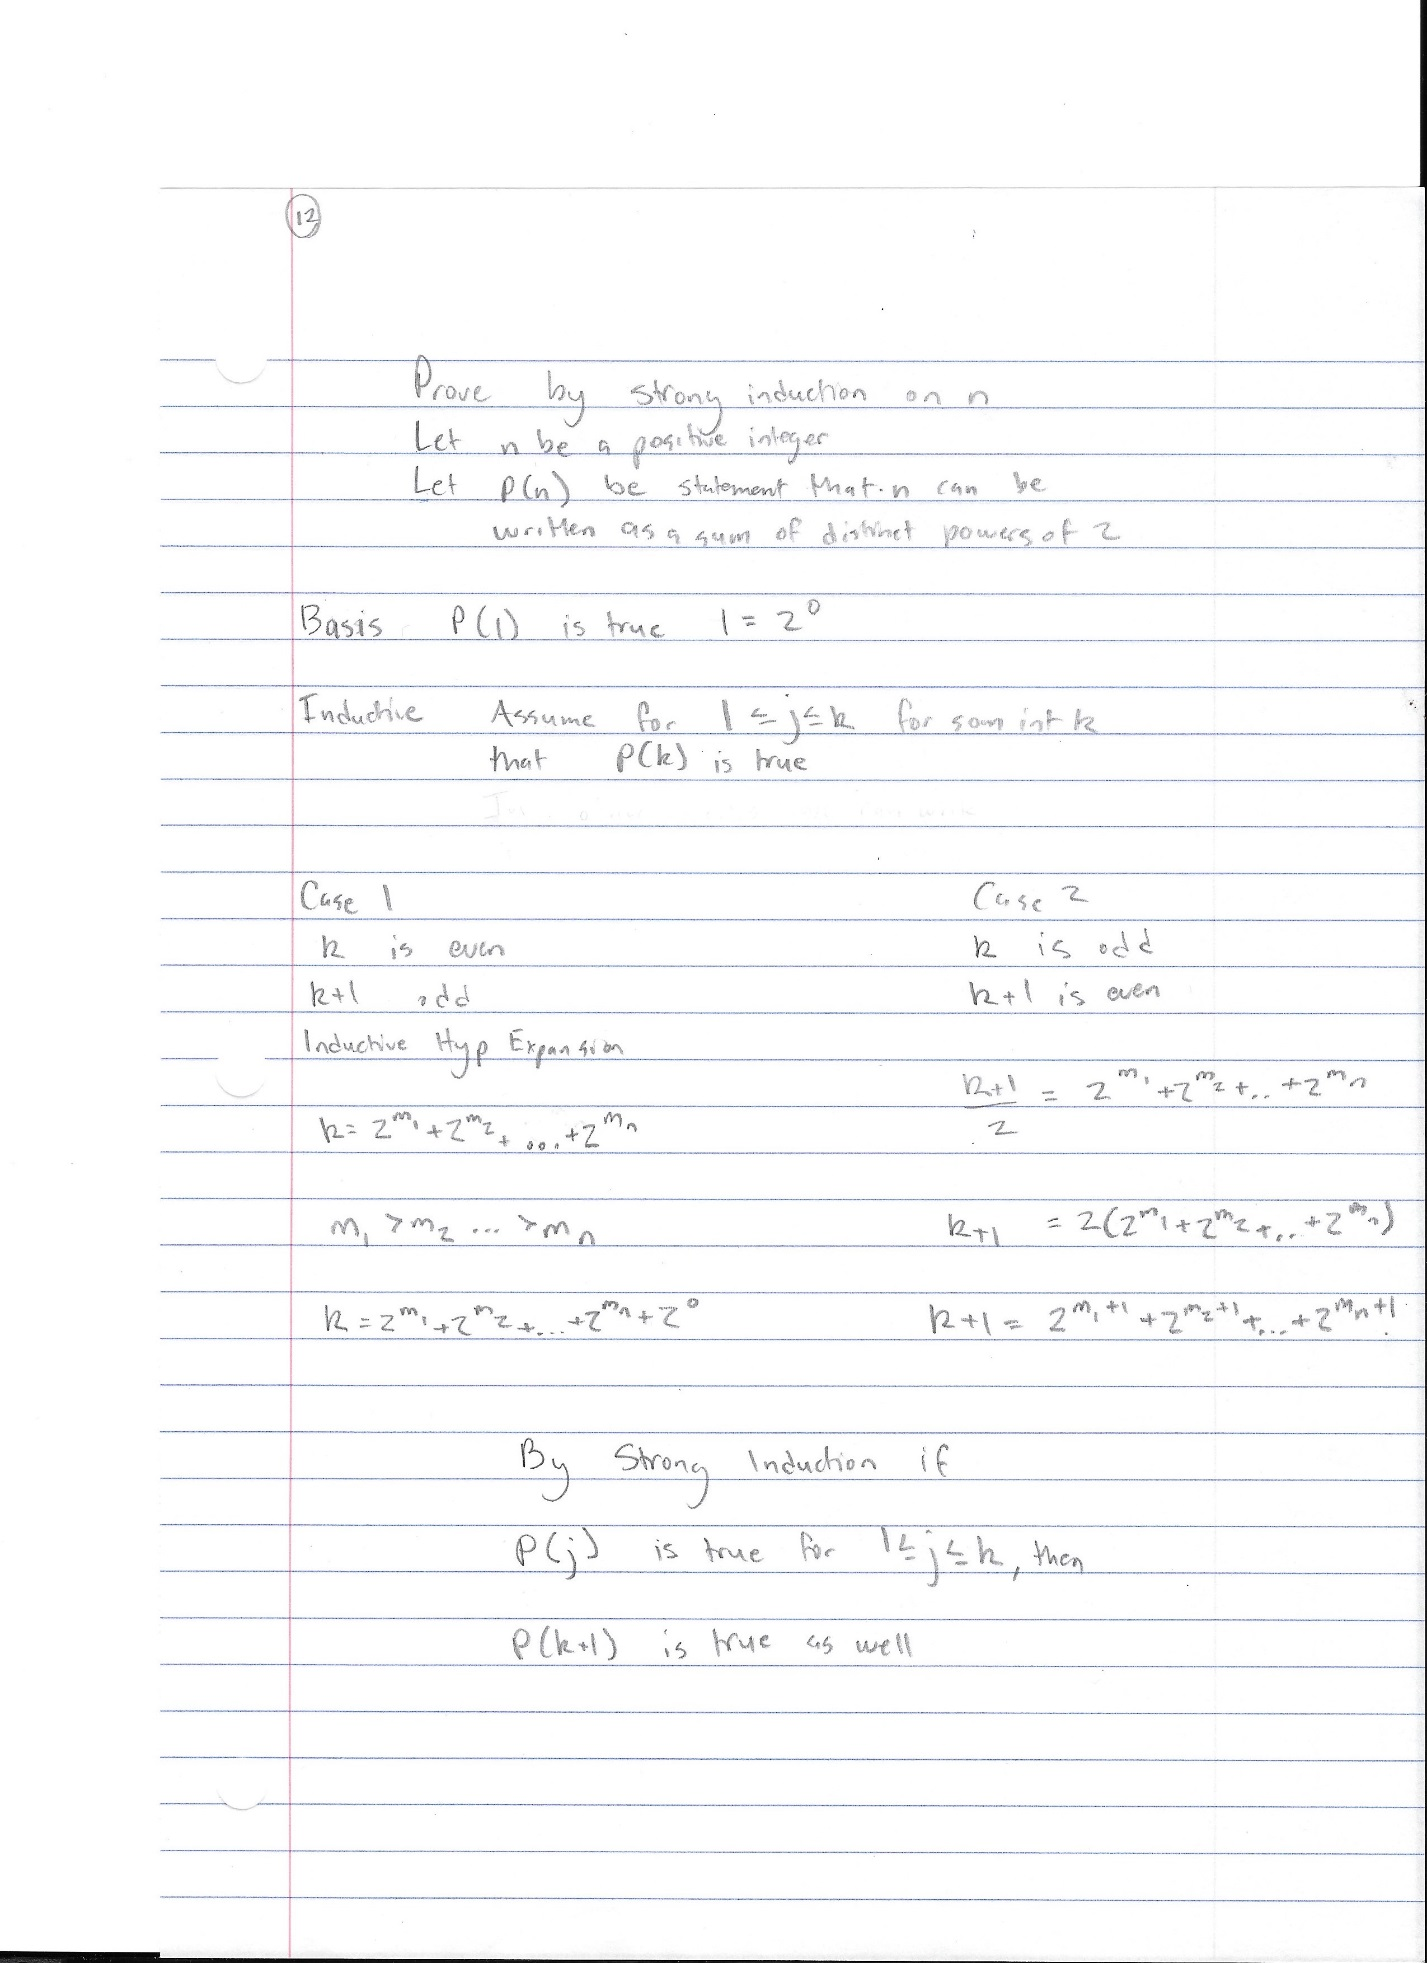 12
Prove by strong induction on n
Let n be a positive integer
Let P(n) be statement that n can be
written as a sum of distinct powers of 2
Basis P(1) is true 1 = 2⁰
Inductive Assume for 1 ≤ j ≤ k for som int k
that P(k) is true
Case 1
k is even
k+1 odd
Inductive Hyp Expansion
k = 2^m₁ + 2^m₂ + .... + 2^mₙ
m₁ > m₂ ... > mₙ
k = 2^m₁ + 2^m₂ + ... + 2^mₙ + 2⁰
Case 2
k is odd
k+1 is even
(k+1)/2 = 2^m₁ + 2^m₂ + .. + 2^mₙ
k+1 = 2(2^m₁ + 2^m₂ + .. + 2^mₙ)
k+1 = 2^(m₁+1) + 2^(m₂+1) + ... + 2^(mₙ+1)
By Strong Induction if
P(j) is true for 1 ≤ j ≤ k, then
P(k+1) is true as well